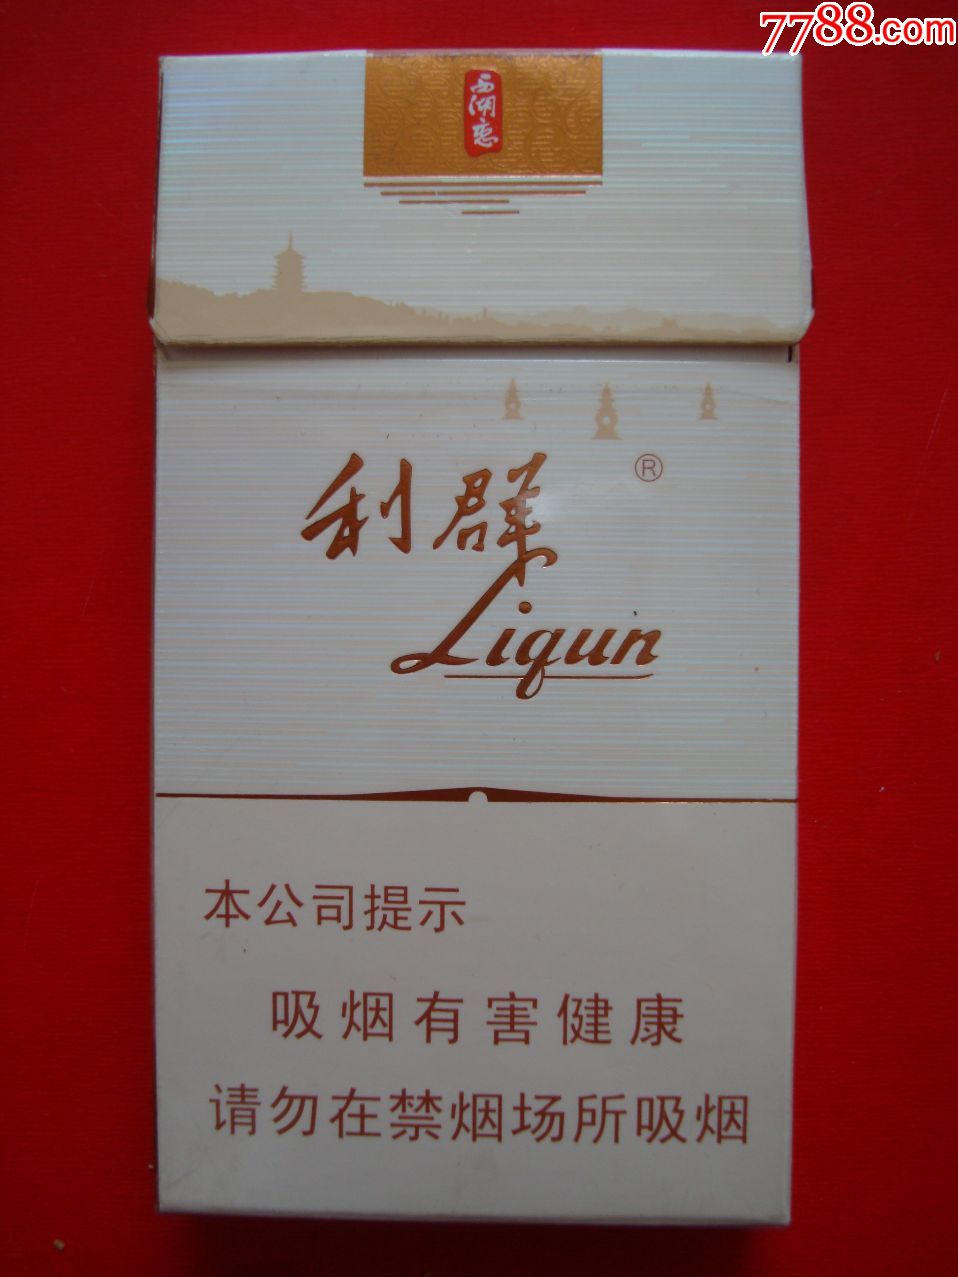 7788.com
西湖恋
利群
®
Liqun
本公司提示
吸烟有害健康
请勿在禁烟场所吸烟